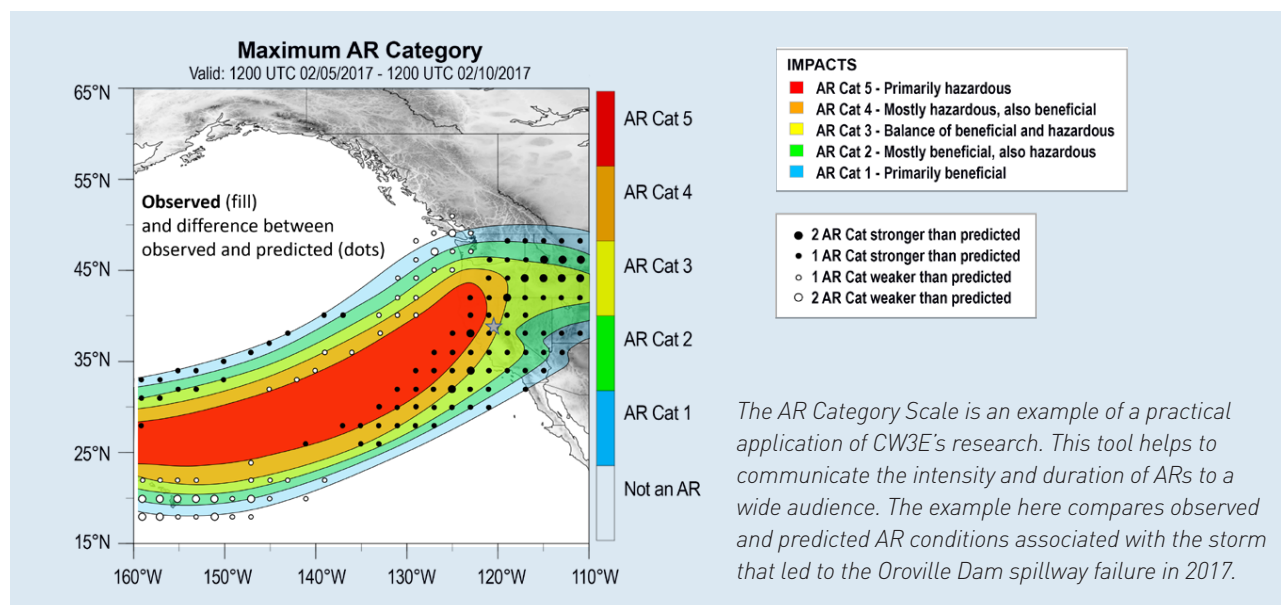 Maximum AR Category
Valid: 1200 UTC 02/05/2017 - 1200 UTC 02/10/2017
65°N
55°N
45°N
35°N
25°N
15°N
160°W
150°W
140°W
130°W
120°W
110°W
Observed (fill)
and difference between
observed and predicted (dots)
AR Cat 5
AR Cat 4
AR Cat 3
AR Cat 2
AR Cat 1
Not an AR
IMPACTS
AR Cat 5 - Primarily hazardous
AR Cat 4 - Mostly hazardous, also beneficial
AR Cat 3 - Balance of beneficial and hazardous
AR Cat 2 - Mostly beneficial, also hazardous
AR Cat 1 - Primarily beneficial
2 AR Cat stronger than predicted
1 AR Cat stronger than predicted
1 AR Cat weaker than predicted
2 AR Cat weaker than predicted
The AR Category Scale is an example of a practical
application of CW3E's research. This tool helps to
communicate the intensity and duration of ARs to a
wide audience. The example here compares observed
and predicted AR conditions associated with the storm
that led to the Oroville Dam spillway failure in 2017.